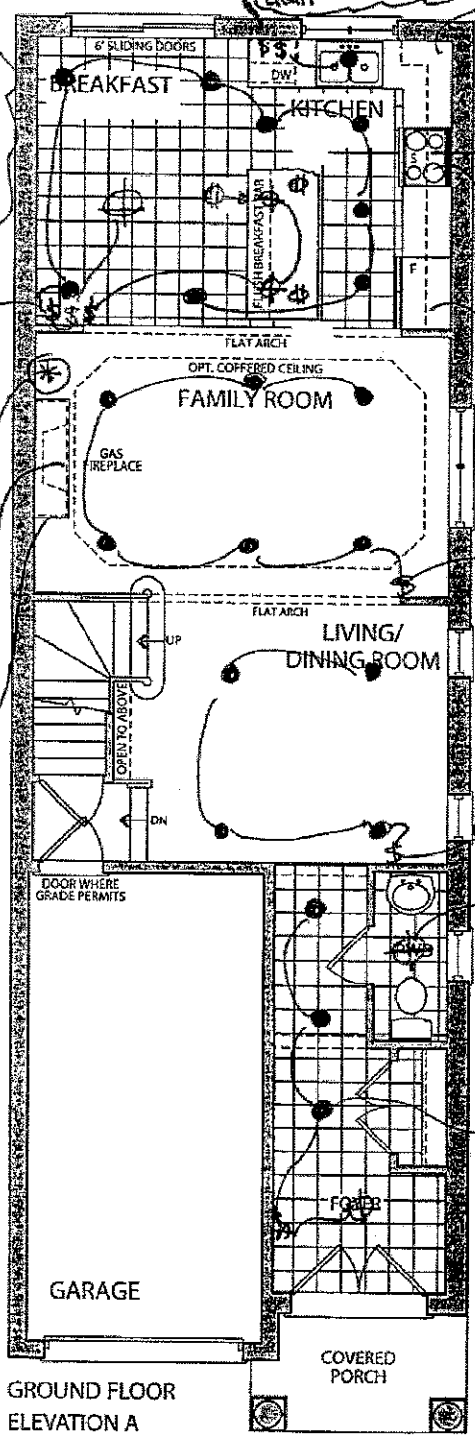 6' SLIDING DOORS
BREAKFAST
DW
KITCHEN
S
FLUSH BREAKFAST BAR
F
FLAT ARCH
OPT. COFFERED CEILING
FAMILY ROOM
GAS
FIREPLACE
FLAT ARCH
UP
LIVING/
DINING ROOM
OPEN TO ABOVE
DN
DOOR WHERE
GRADE PERMITS
FOYER
GARAGE
COVERED
PORCH
GROUND FLOOR
ELEVATION A